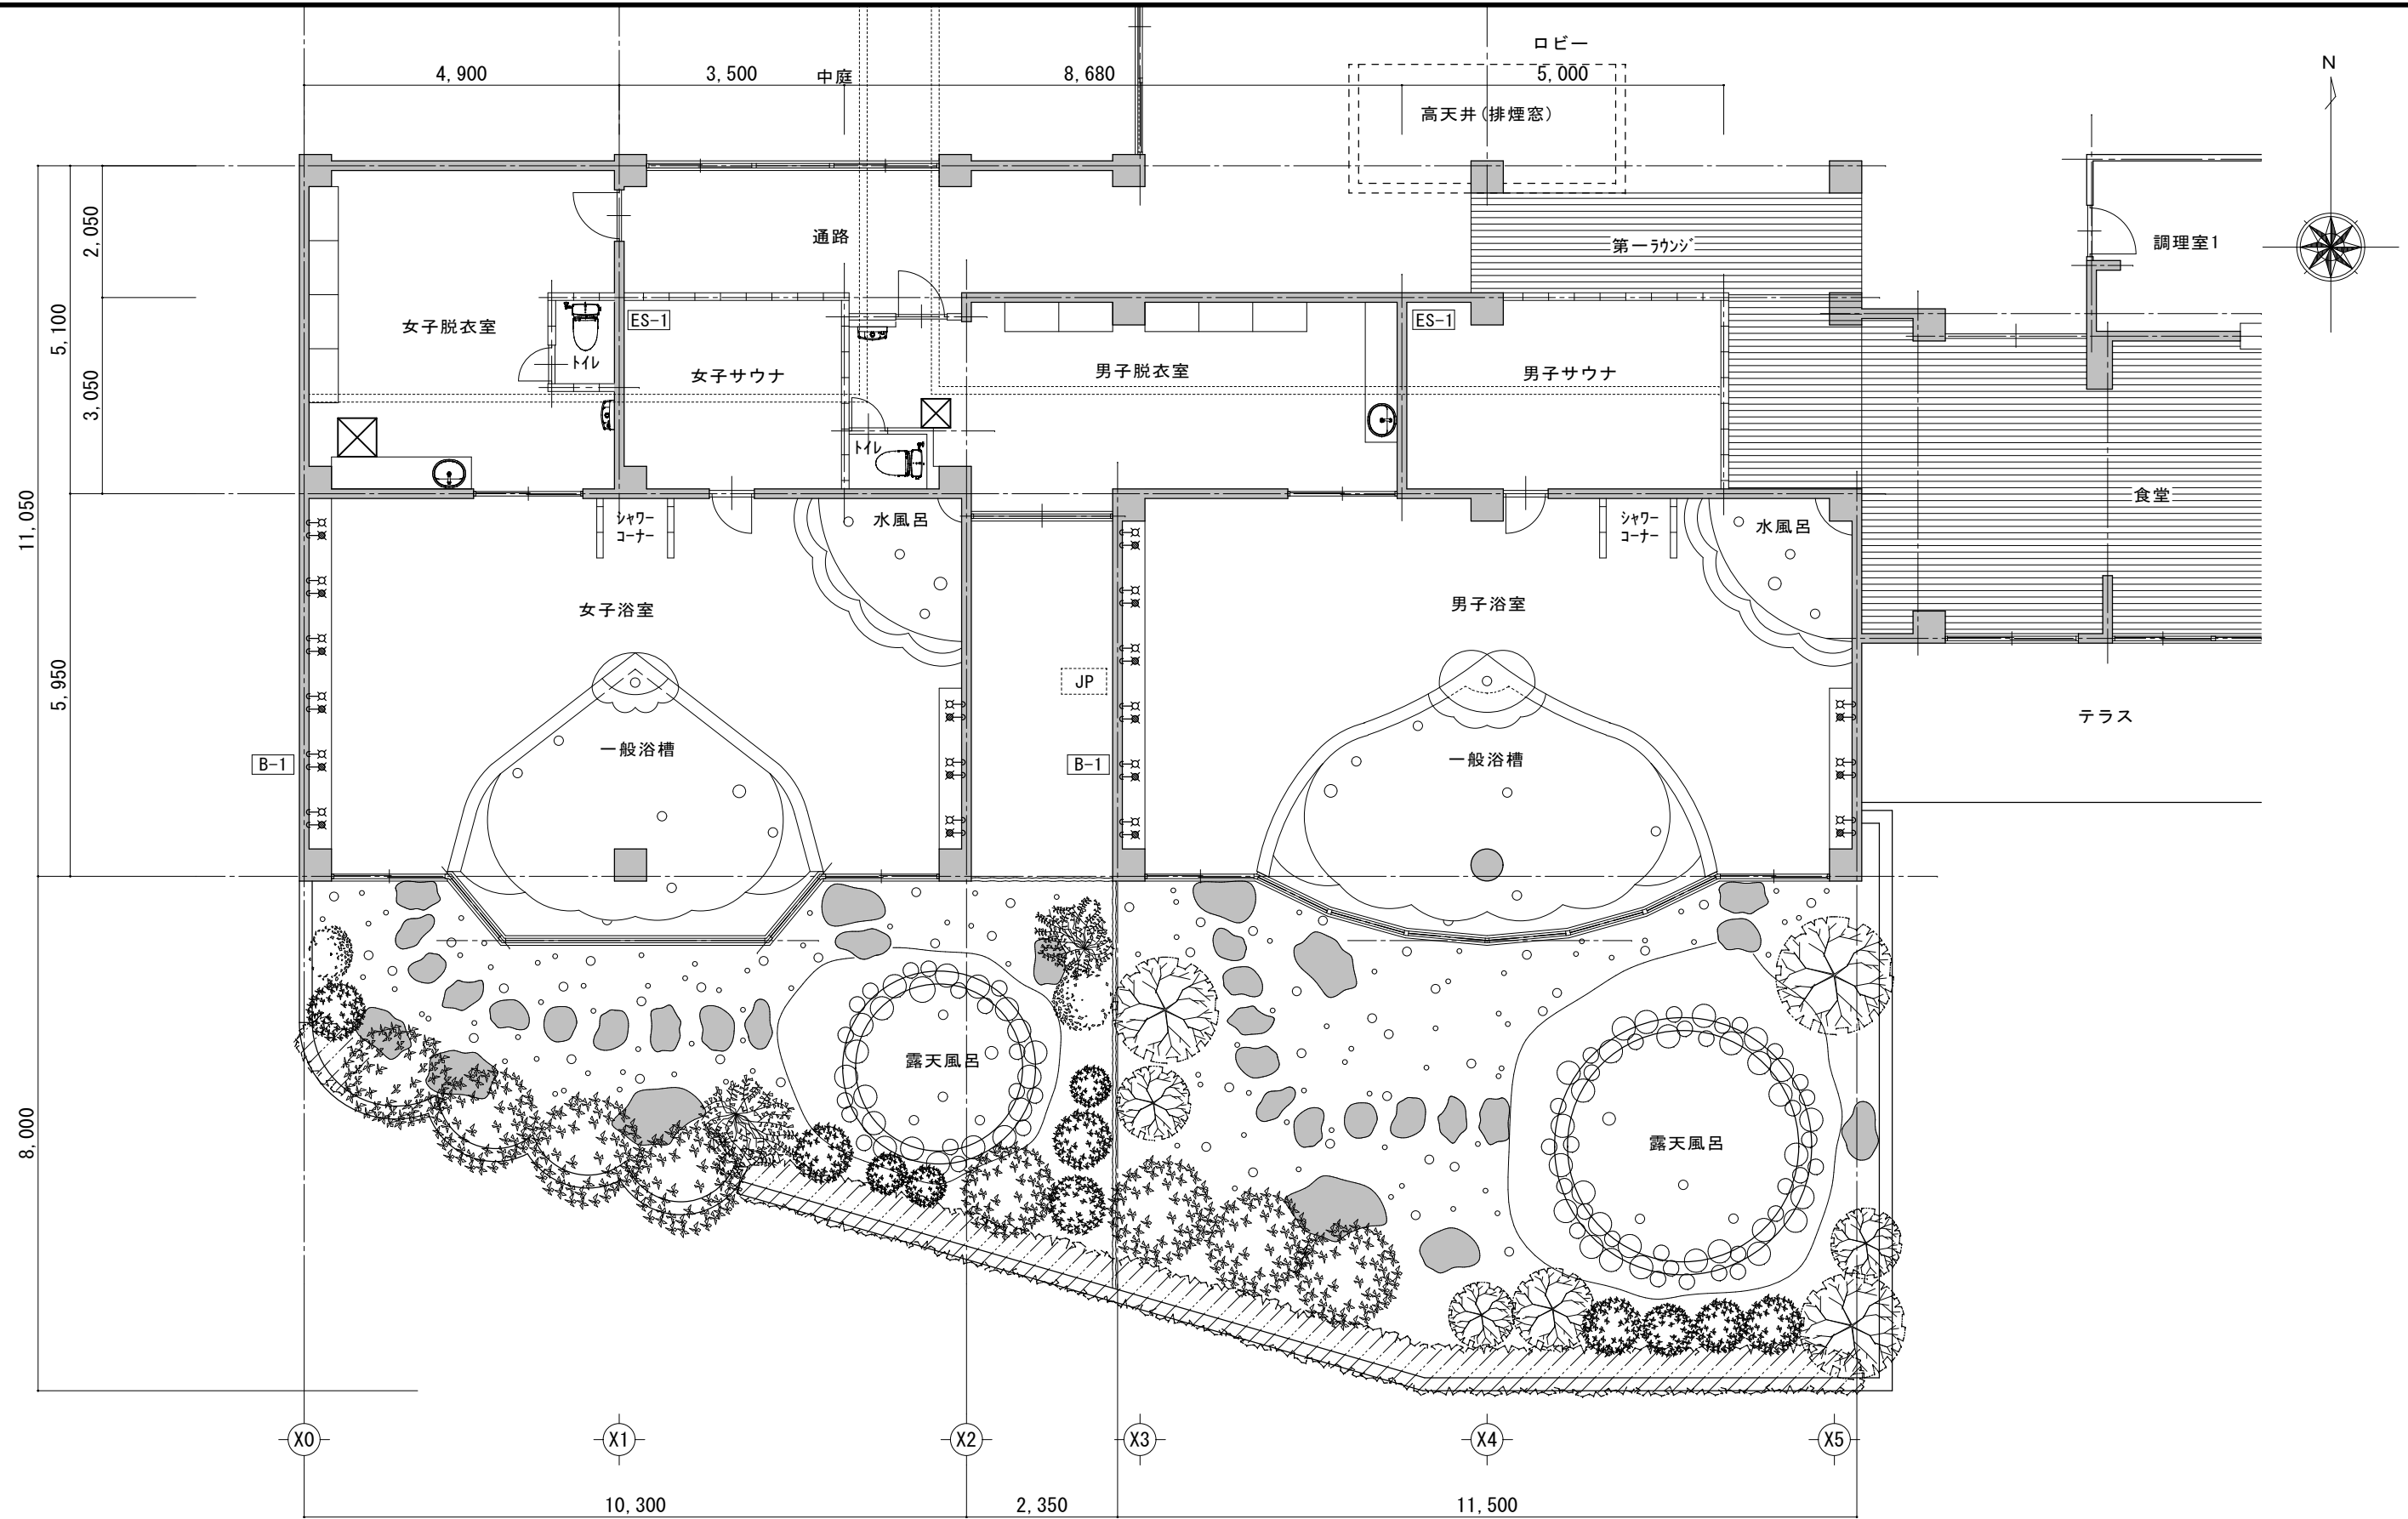 ロビー
N
4,900
3,500
中庭
8,680
5,000
高天井(排煙窓)
2,050
通路
第一ラウンジ
調理室1
5,100
女子脱衣室
ES-1
ES-1
トイレ
女子サウナ
男子脱衣室
男子サウナ
3,050
トイレ
11,050
シャワー
コーナー
水風呂
シャワー
コーナー
水風呂
食堂
女子浴室
男子浴室
5,950
JP
テラス
一般浴槽
一般浴槽
B-1
B-1
露天風呂
8,000
露天風呂
X0
X1
X2
X3
X4
X5
10,300
2,350
11,500